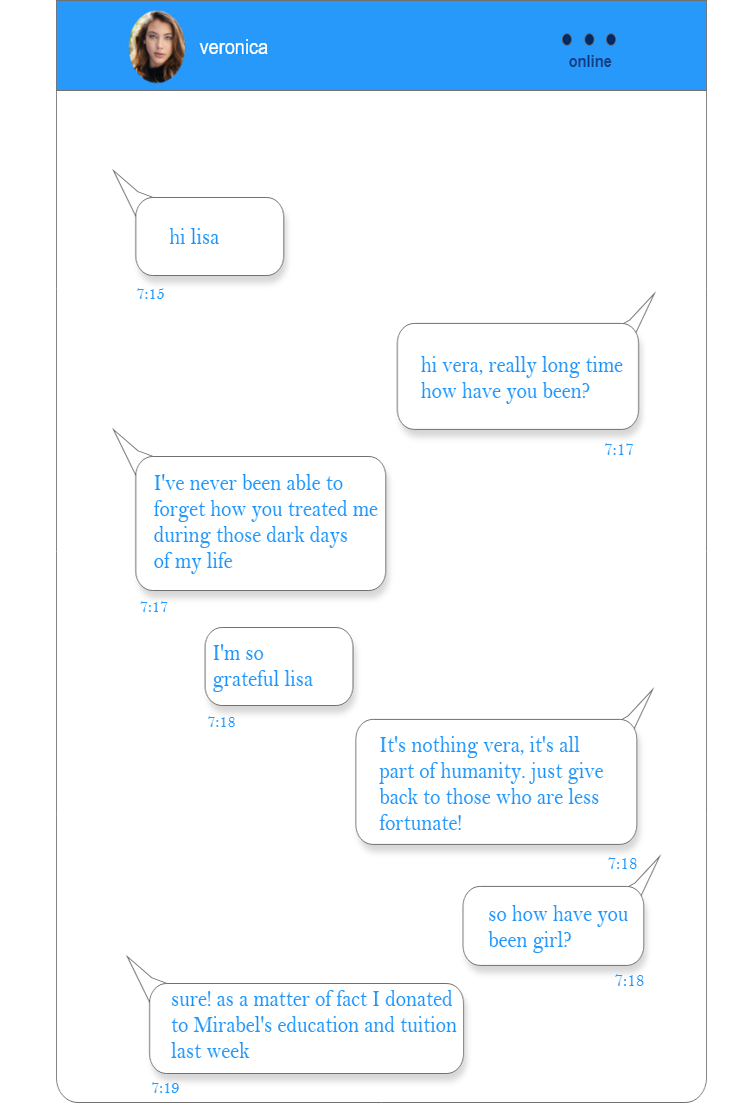 veronica
online
hi lisa
7:15
hi vera, really long time
how have you been?
7:17
I've never been able to
forget how you treated me
during those dark days
of my life
7:17
I'm so
grateful lisa
7:18
It's nothing vera, it's all
part of humanity. just give
back to those who are less
fortunate!
7:18
so how have you
been girl?
7:18
sure! as a matter of fact I donated
to Mirabel's education and tuition
last week
7:19